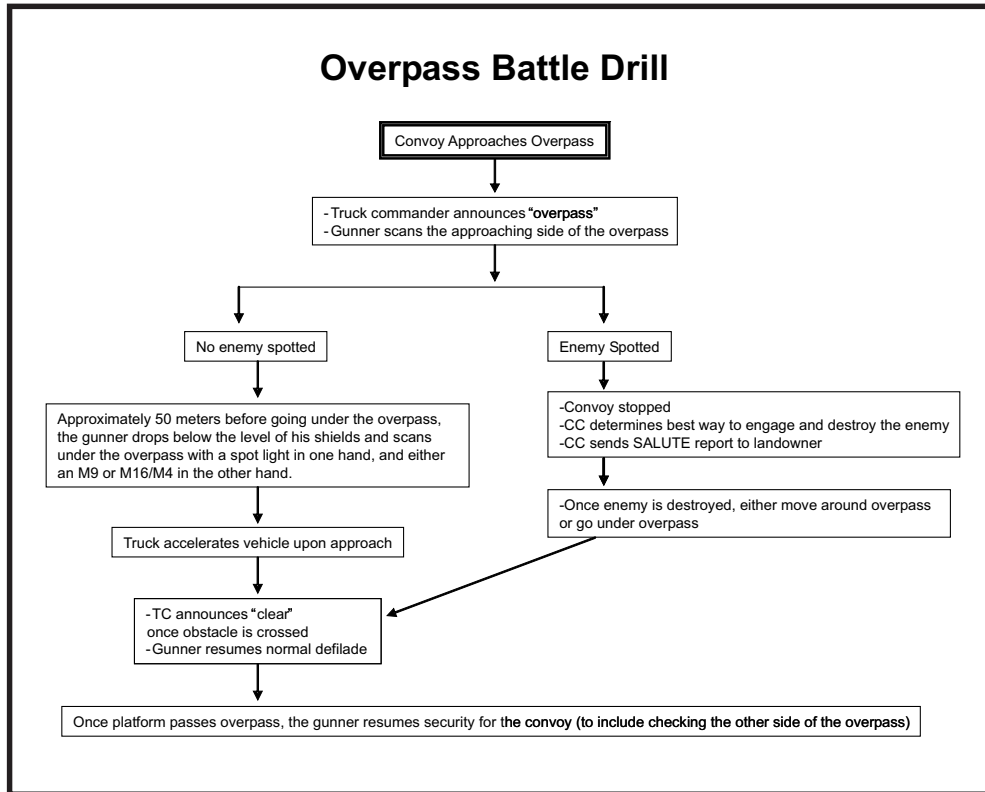 Overpass Battle Drill
Convoy Approaches Overpass
-Truck commander announces “overpass”
-Gunner scans the approaching side of the overpass
No enemy spotted
Enemy Spotted
Approximately 50 meters before going under the overpass,
the gunner drops below the level of his shields and scans
under the overpass with a spot light in one hand, and either
an M9 or M16/M4 in the other hand.
-Convoy stopped
-CC determines best way to engage and destroy the enemy
-CC sends SALUTE report to landowner
-Once enemy is destroyed, either move around overpass
or go under overpass
Truck accelerates vehicle upon approach
-TC announces “clear”
once obstacle is crossed
-Gunner resumes normal defilade
Once platform passes overpass, the gunner resumes security for the convoy (to include checking the other side of the overpass)